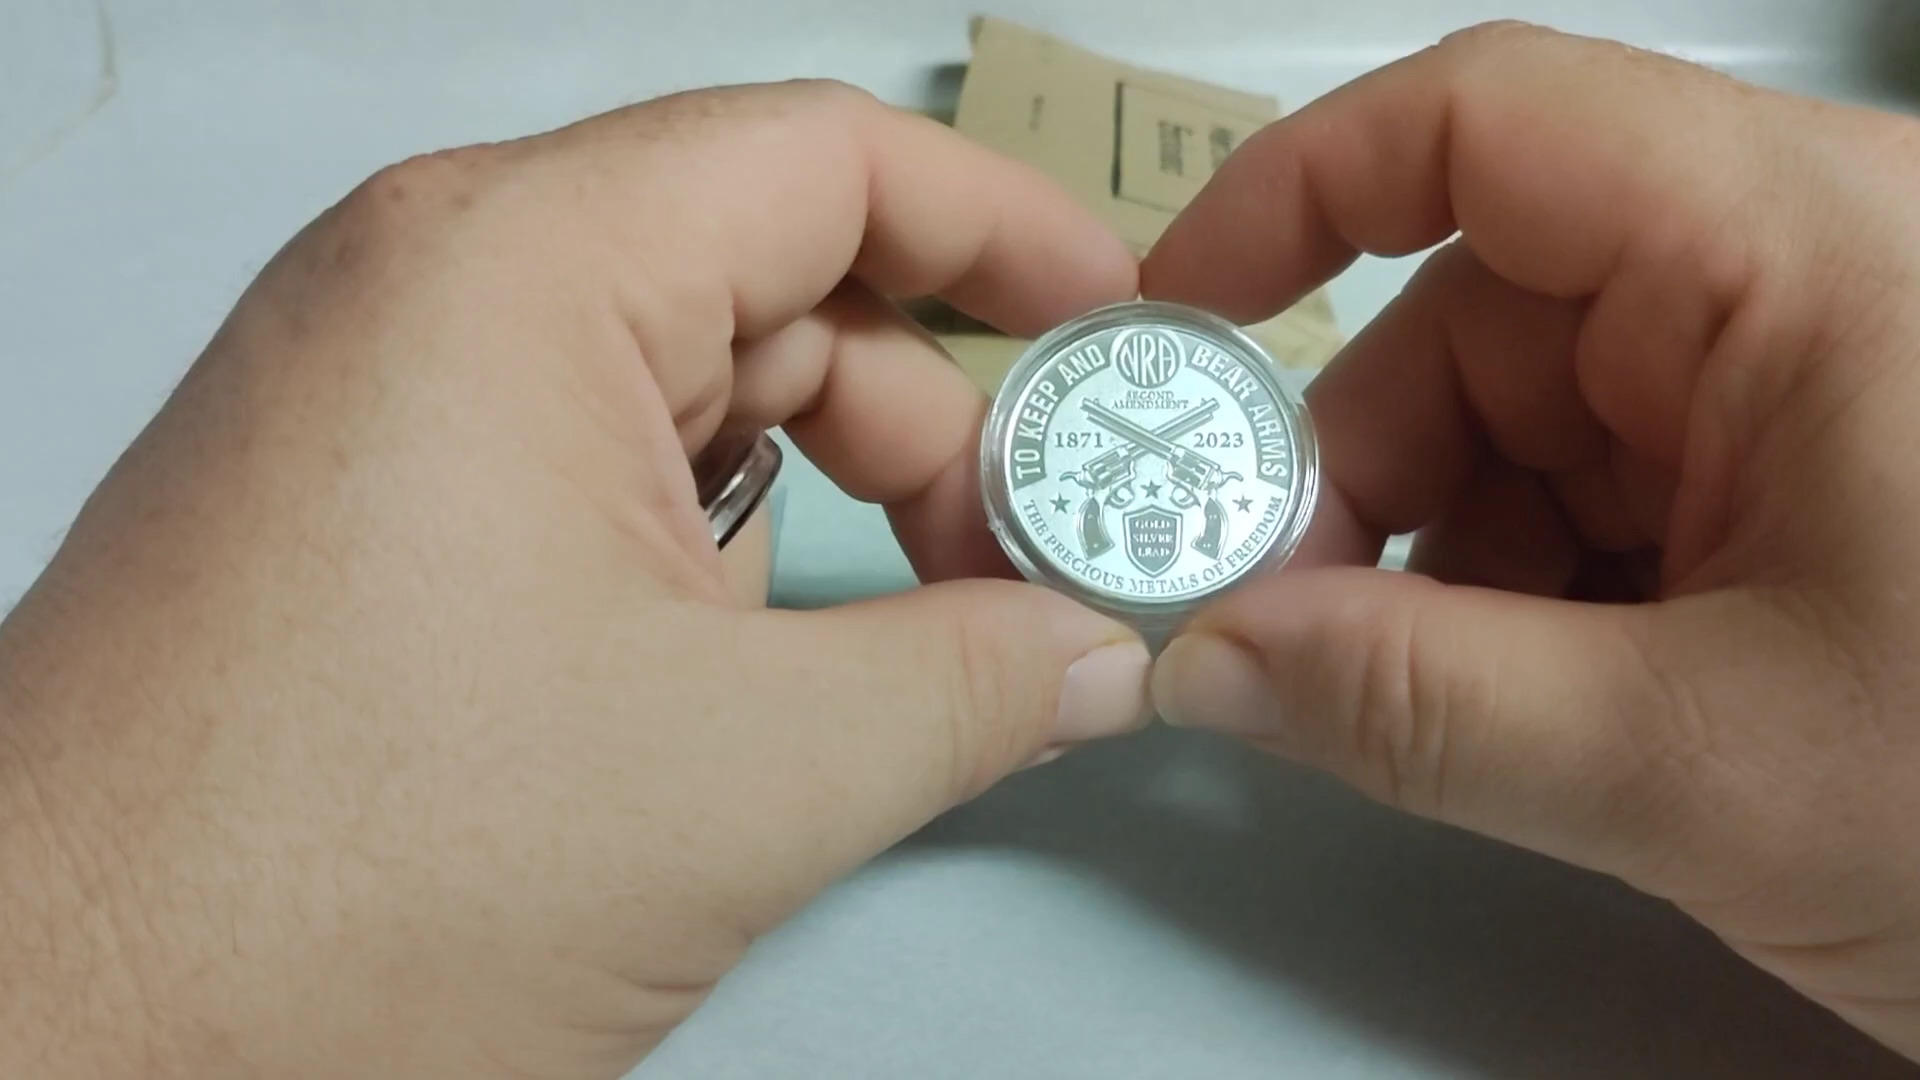 TO KEEP AND NRA BEAR ARMS
SECOND
AMENDMENT
1871 2023
GOLD
SILVER
LEAD
THE PRECIOUS METALS OF FREEDOM